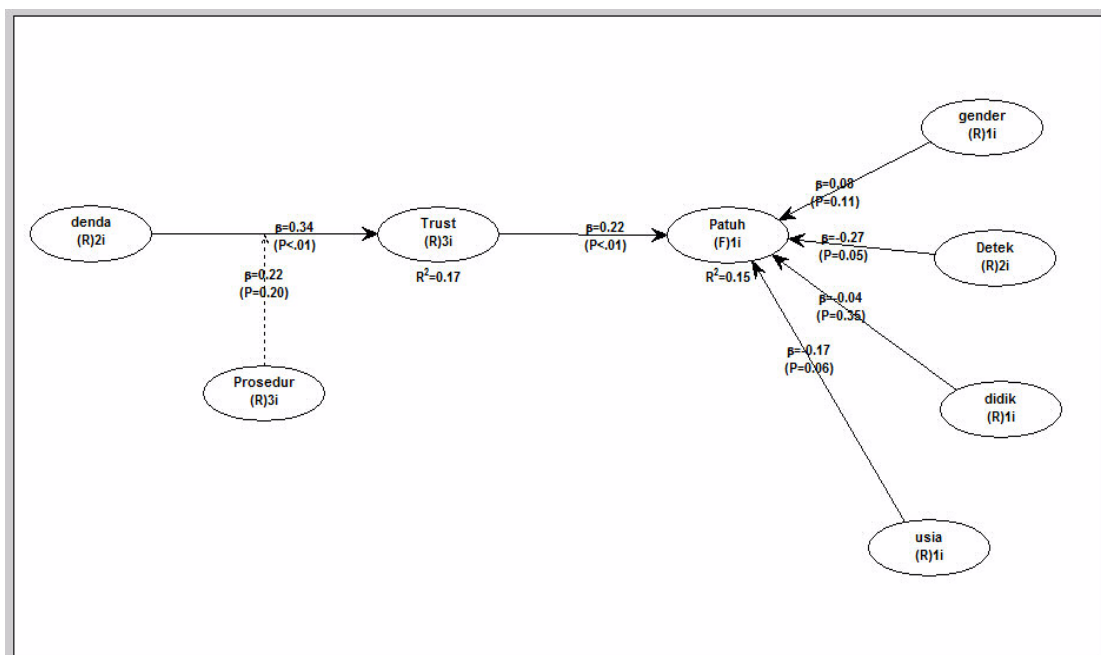 gender
(R)1i
β=0.08
(P=0.11)
denda
(R)2i
β=0.34
(P<.01)
Trust
(R)3i
R²=0.17
β=0.22
(P<.01)
Patuh
(F)1i
R²=0.15
β=-0.27
(P=0.05)
Detek
(R)2i
β=0.22
(P=0.20)
β=-0.04
(P=0.35)
β=-0.17
(P=0.06)
Prosedur
(R)3i
didik
(R)1i
usia
(R)1i